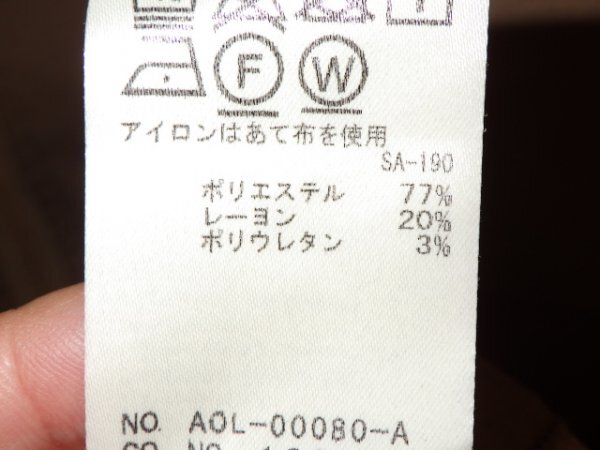 F W
アイロンはあて布を使用
SA-190
ポリエステル 77%
レーヨン 20%
ポリウレタン 3%
NO. AOL-00080-A